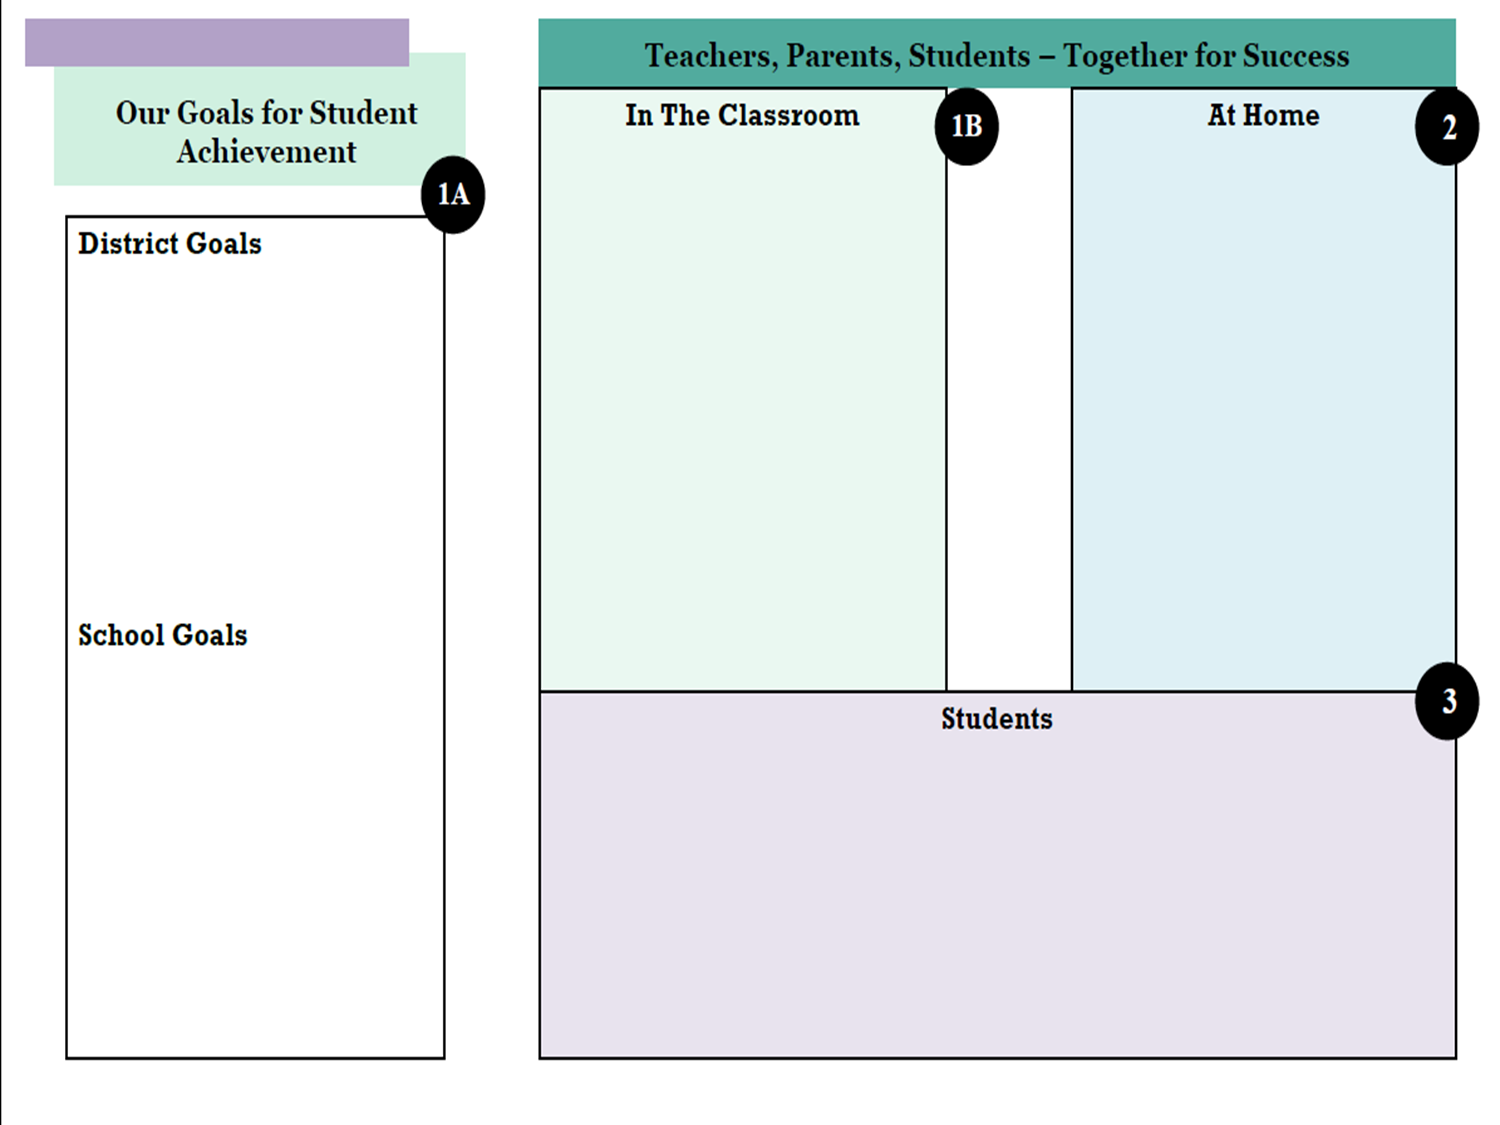 Our Goals for Student
Achievement
1A
District Goals
School Goals
Teachers, Parents, Students – Together for Success
In The Classroom
1B
At Home
2
Students
3